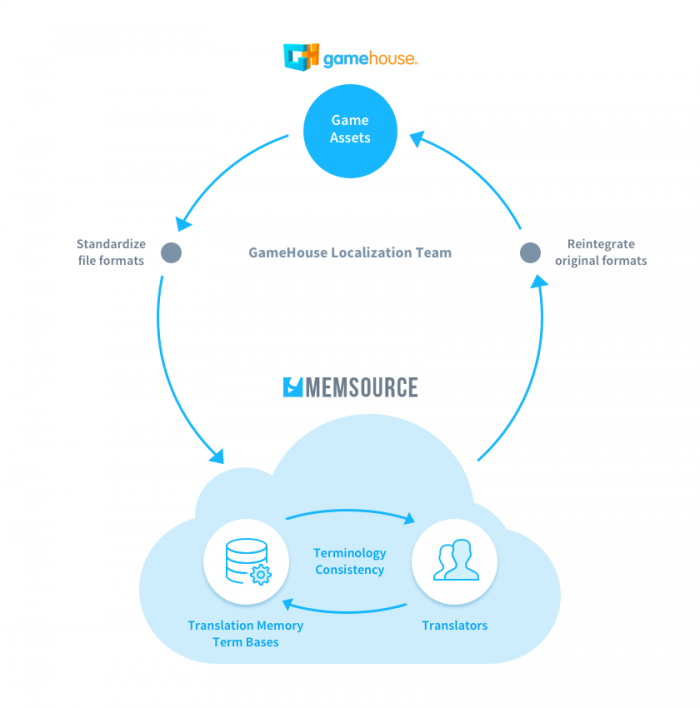 gamehouse.
Game
Assets
Standardize
file formats
GameHouse Localization Team
Reintegrate
original formats
MEMSOURCE
Terminology
Consistency
Translation Memory
Term Bases
Translators